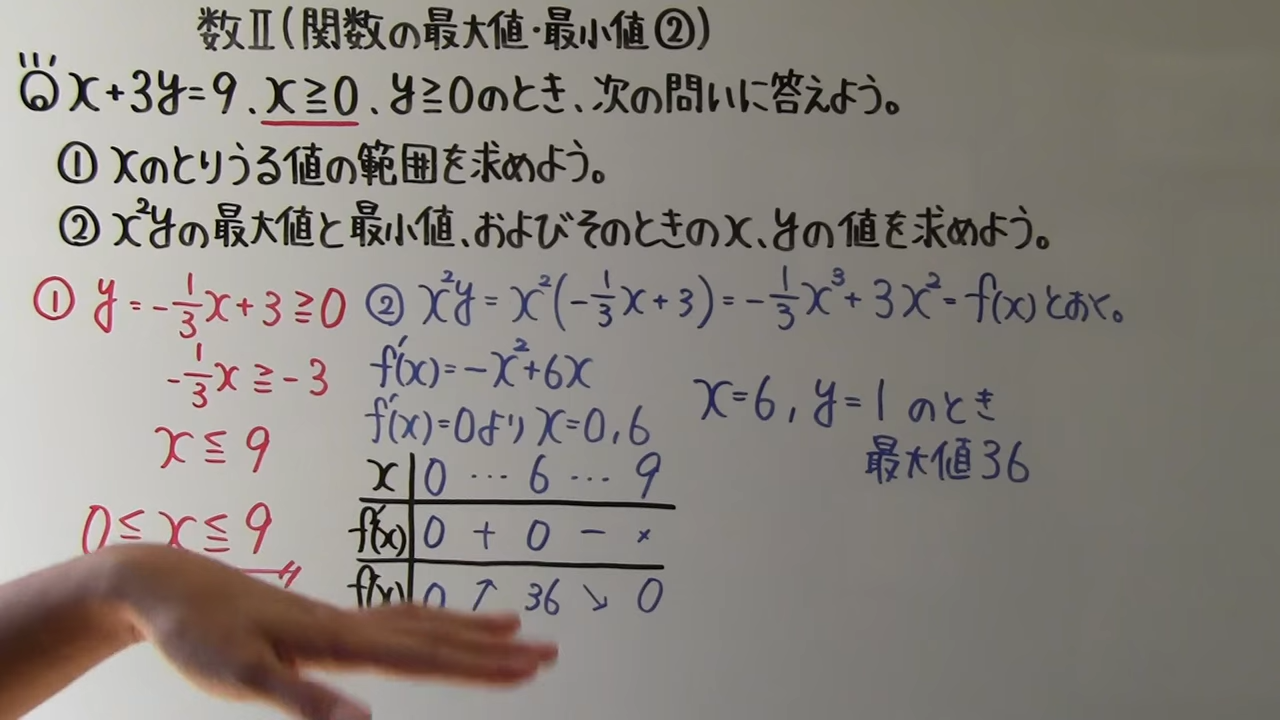 数Ⅱ(関数の最大値・最小値②)
x+3y=9、x≧0、y≧0のとき、次の問いに答えよう。
① xのとりうる値の範囲を求めよう。
② x²yの最大値と最小値、およびそのときのx、yの値を求めよう。
① y=-1/3x+3≧0
-1/3x≧-3
x≦9
0≦x≦9
② x²y=x²(-1/3x+3)=-1/3x³+3x²=f(x)とおく。
f'(x)=-x²+6x
f'(x)=0より x=0,6
x 0 … 6 … 9
f'(x) 0 + 0 - ×
f(x) 0 ↗ 36 ↘ 0
x=6, y=1 のとき
最大値36